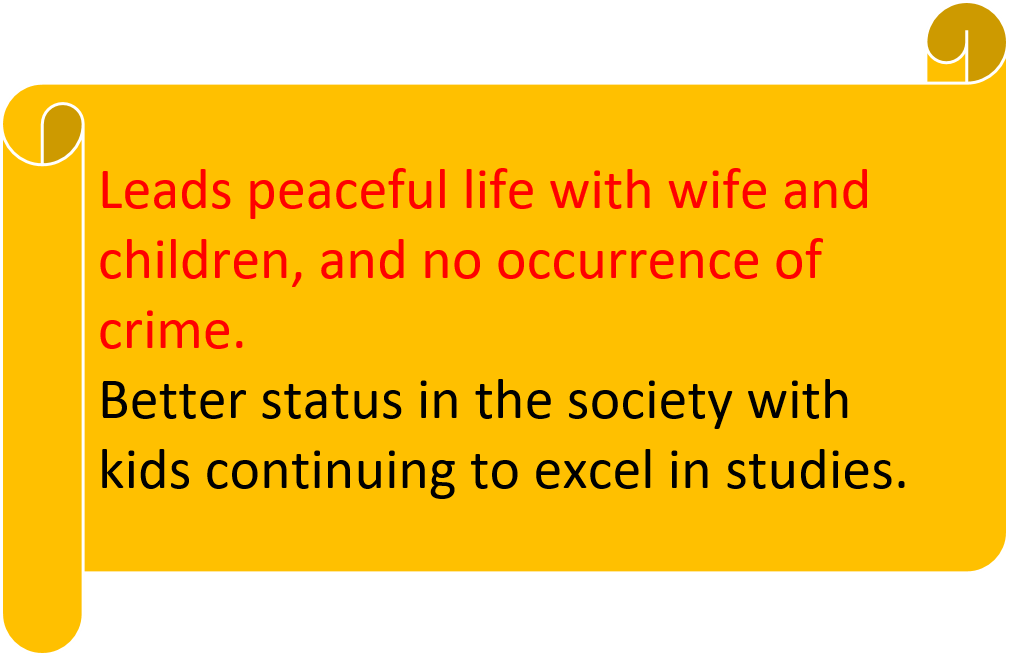 Leads peaceful life with wife and
children, and no occurrence of
crime.
Better status in the society with
kids continuing to excel in studies.